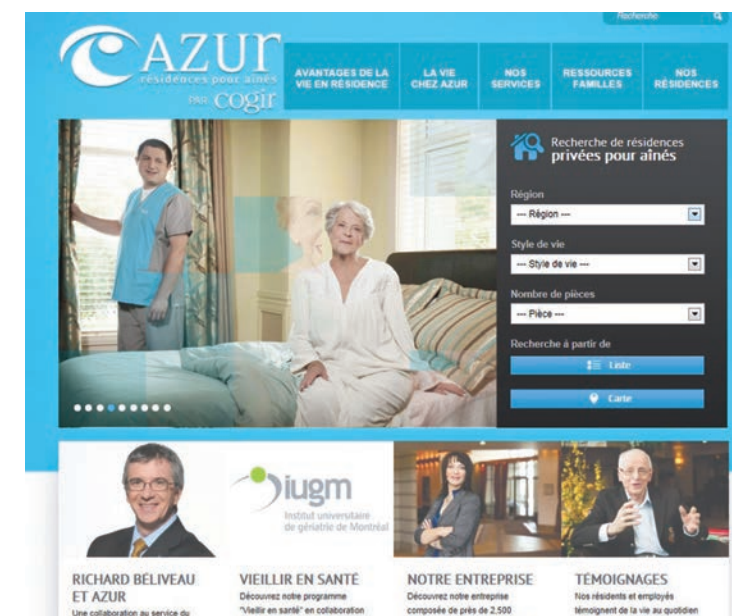 Recherche
AZUR
résidences pour aînés
PAR cogir
AVANTAGES DE LA
VIE EN RÉSIDENCE
LA VIE
CHEZ AZUR
NOS
SERVICES
RESSOURCES
FAMILLES
NOS
RÉSIDENCES
Recherche de résidences
privées pour aînés
Région
--- Région ---
Style de vie
--- Style de vie ---
Nombre de pièces
--- Pièce ---
Recherche à partir de
Liste
Carte
iugm
Institut universitaire
de gériatrie de Montréal
RICHARD BÉLIVEAU
ET AZUR
Une collaboration au service du
VIEILLIR EN SANTÉ
Découvrez notre programme
"Vieillir en santé" en collaboration
NOTRE ENTREPRISE
Découvrez notre entreprise
composée de près de 2,500
TÉMOIGNAGES
Nos résidents et employés
témoignent de la vie au quotidien